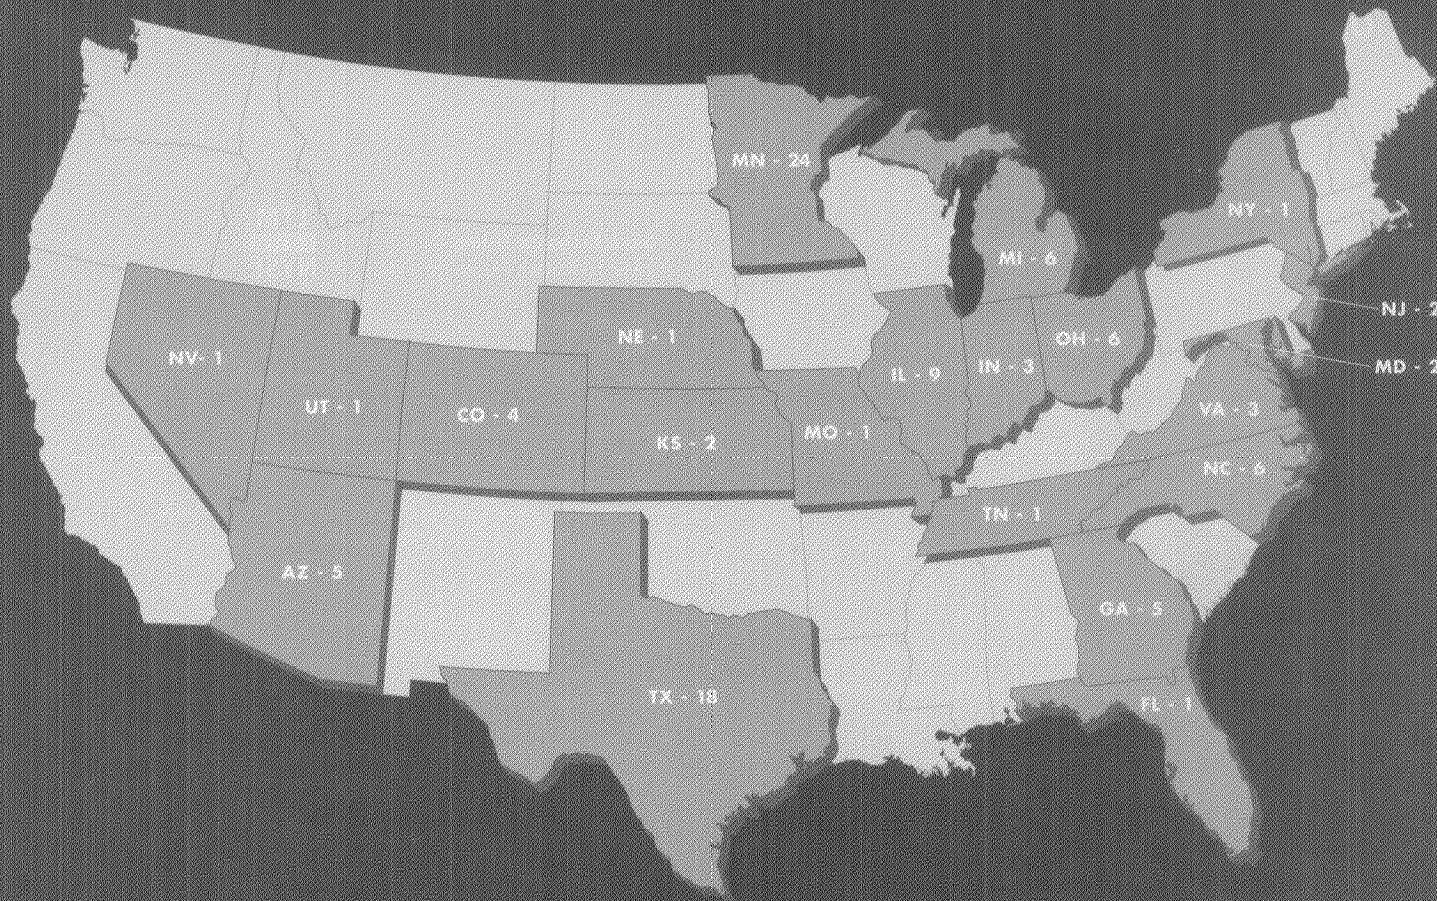 MN - 24
NY - 1
MI - 6
NJ - 2
NE - 1
OH - 6
NV- 1
IN - 3
MD - 2
IL - 9
UT - 1
VA - 3
CO - 4
MO - 1
KS - 2
NC - 6
TN - 1
AZ - 5
GA - 5
TX - 18
FL - 1